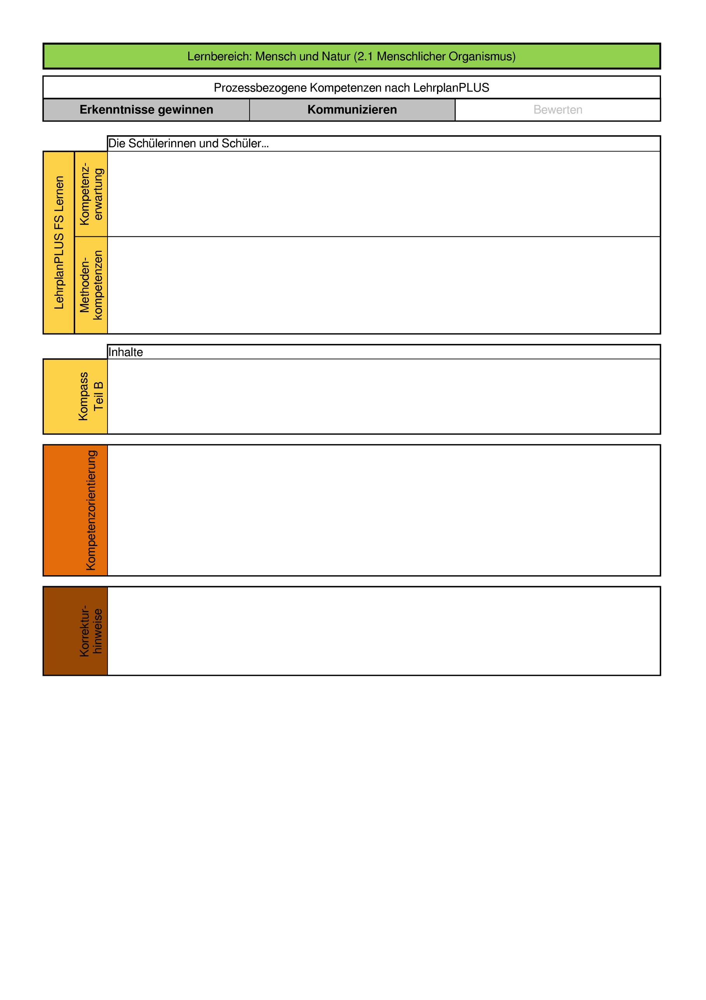 Lernbereich: Mensch und Natur (2.1 Menschlicher Organismus)
Prozessbezogene Kompetenzen nach LehrplanPLUS
Erkenntnisse gewinnen
Kommunizieren
Bewerten
Die Schülerinnen und Schüler...
LehrplanPLUS FS Lernen
Kompetenz-
erwartung
Methoden-
kompetenzen
Inhalte
Kompass
Teil B
Kompetenzorientierung
Korrektur-
hinweise